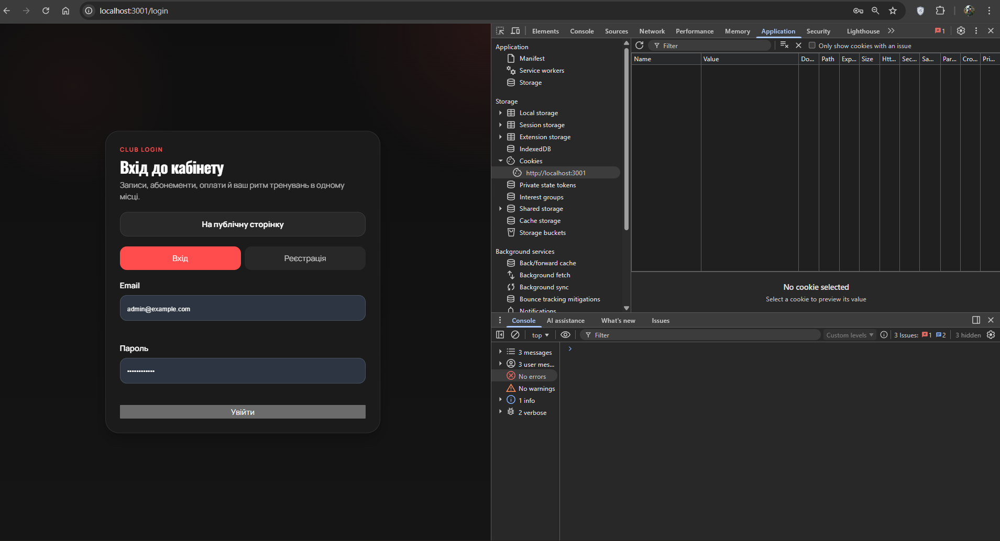 localhost:3001/login
Elements Console Sources Network Performance Memory Application Security Lighthouse 1
CLUB LOGIN
Вхід до кабінету
Записи, абонементи, оплати й ваш ритм тренувань в одному
місці.
На публічну сторінку
Вхід Реєстрація
Email
admin@example.com
Пароль
••••••••••••
Увійти
Application
Manifest
Service workers
Storage
Storage
Local storage
Session storage
Extension storage
IndexedDB
Cookies
http://localhost:3001
Private state tokens
Interest groups
Shared storage
Cache storage
Storage buckets
Background services
Back/forward cache
Background fetch
Background sync
Bounce tracking mitigations
Notifications
Filter Only show cookies with an issue
Name Value Do... Path Exp... Size Htt... Sec... Sa... Par... Cro... Pri...
No cookie selected
Select a cookie to preview its value
Console AI assistance What's new Issues
top Filter Custom levels 3 Issues: 1 2 3 hidden
3 messages
3 user mes...
No errors
No warnings
1 info
2 verbose